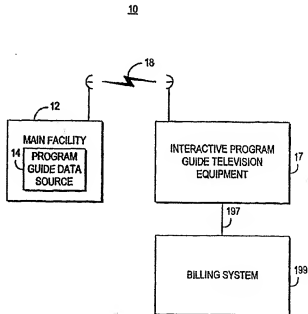 10
18
12
MAIN FACILITY
14
PROGRAM
GUIDE DATA
SOURCE
INTERACTIVE PROGRAM
GUIDE TELEVISION
EQUIPMENT
17
197
BILLING SYSTEM
199